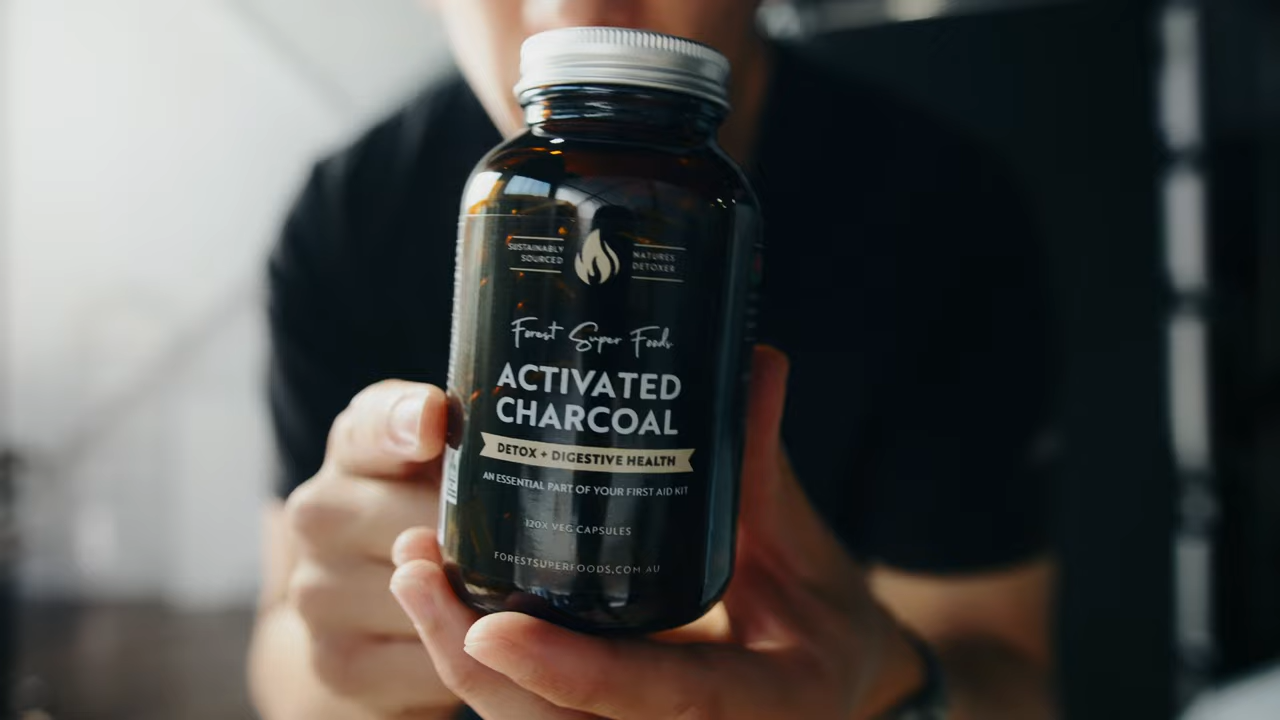 SUSTAINABLY
SOURCED
NATURES
DETOXER
Forest Super Foods
ACTIVATED
CHARCOAL
DETOX + DIGESTIVE HEALTH
AN ESSENTIAL PART OF YOUR FIRST AID KIT
120X VEG CAPSULES
FORESTSUPERFOODS.COM.AU